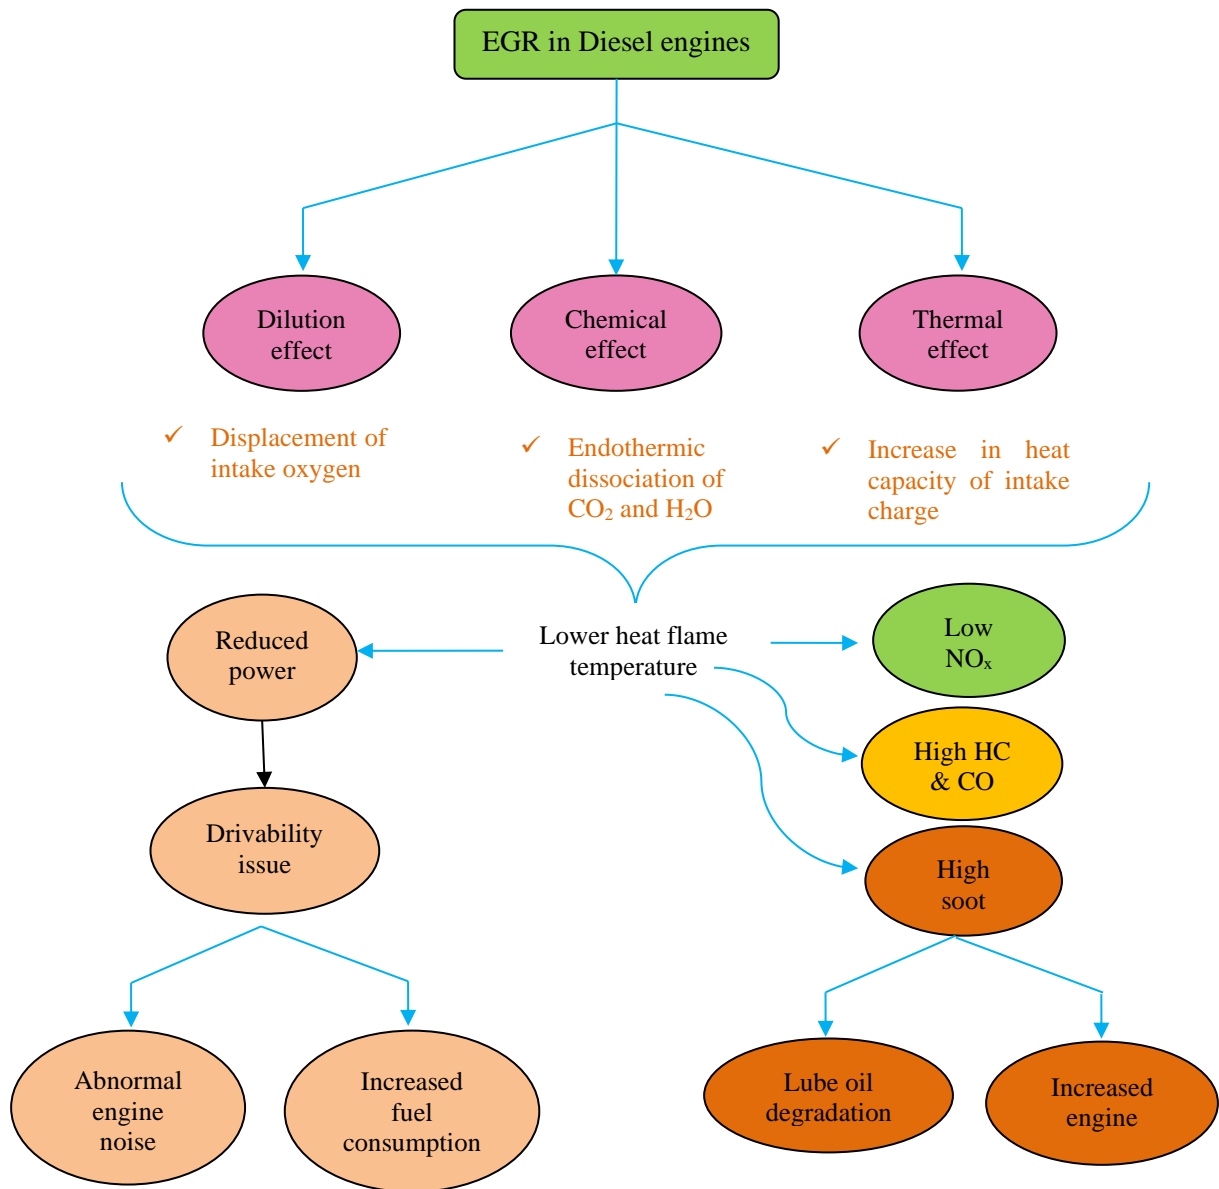 EGR in Diesel engines
Dilution
effect
Chemical
effect
Thermal
effect
✓ Displacement of
intake oxygen
✓ Endothermic
dissociation of
CO₂ and H₂O
✓ Increase in heat
capacity of intake
charge
Reduced
power
Lower heat flame
temperature
Low
NOₓ
High HC
& CO
Drivability
issue
High
soot
Abnormal
engine
noise
Increased
fuel
consumption
Lube oil
degradation
Increased
engine